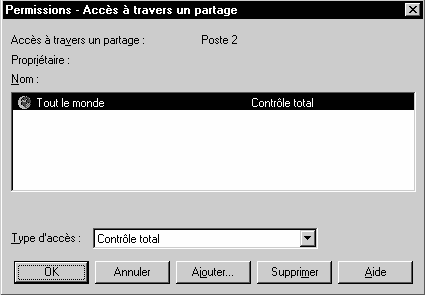 Permissions - Accès à travers un partage
Accès à travers un partage : Poste 2
Propriétaire :
Nom :
Tout le monde Contrôle total
Type d'accès : Contrôle total
OK Annuler Ajouter... Supprimer Aide